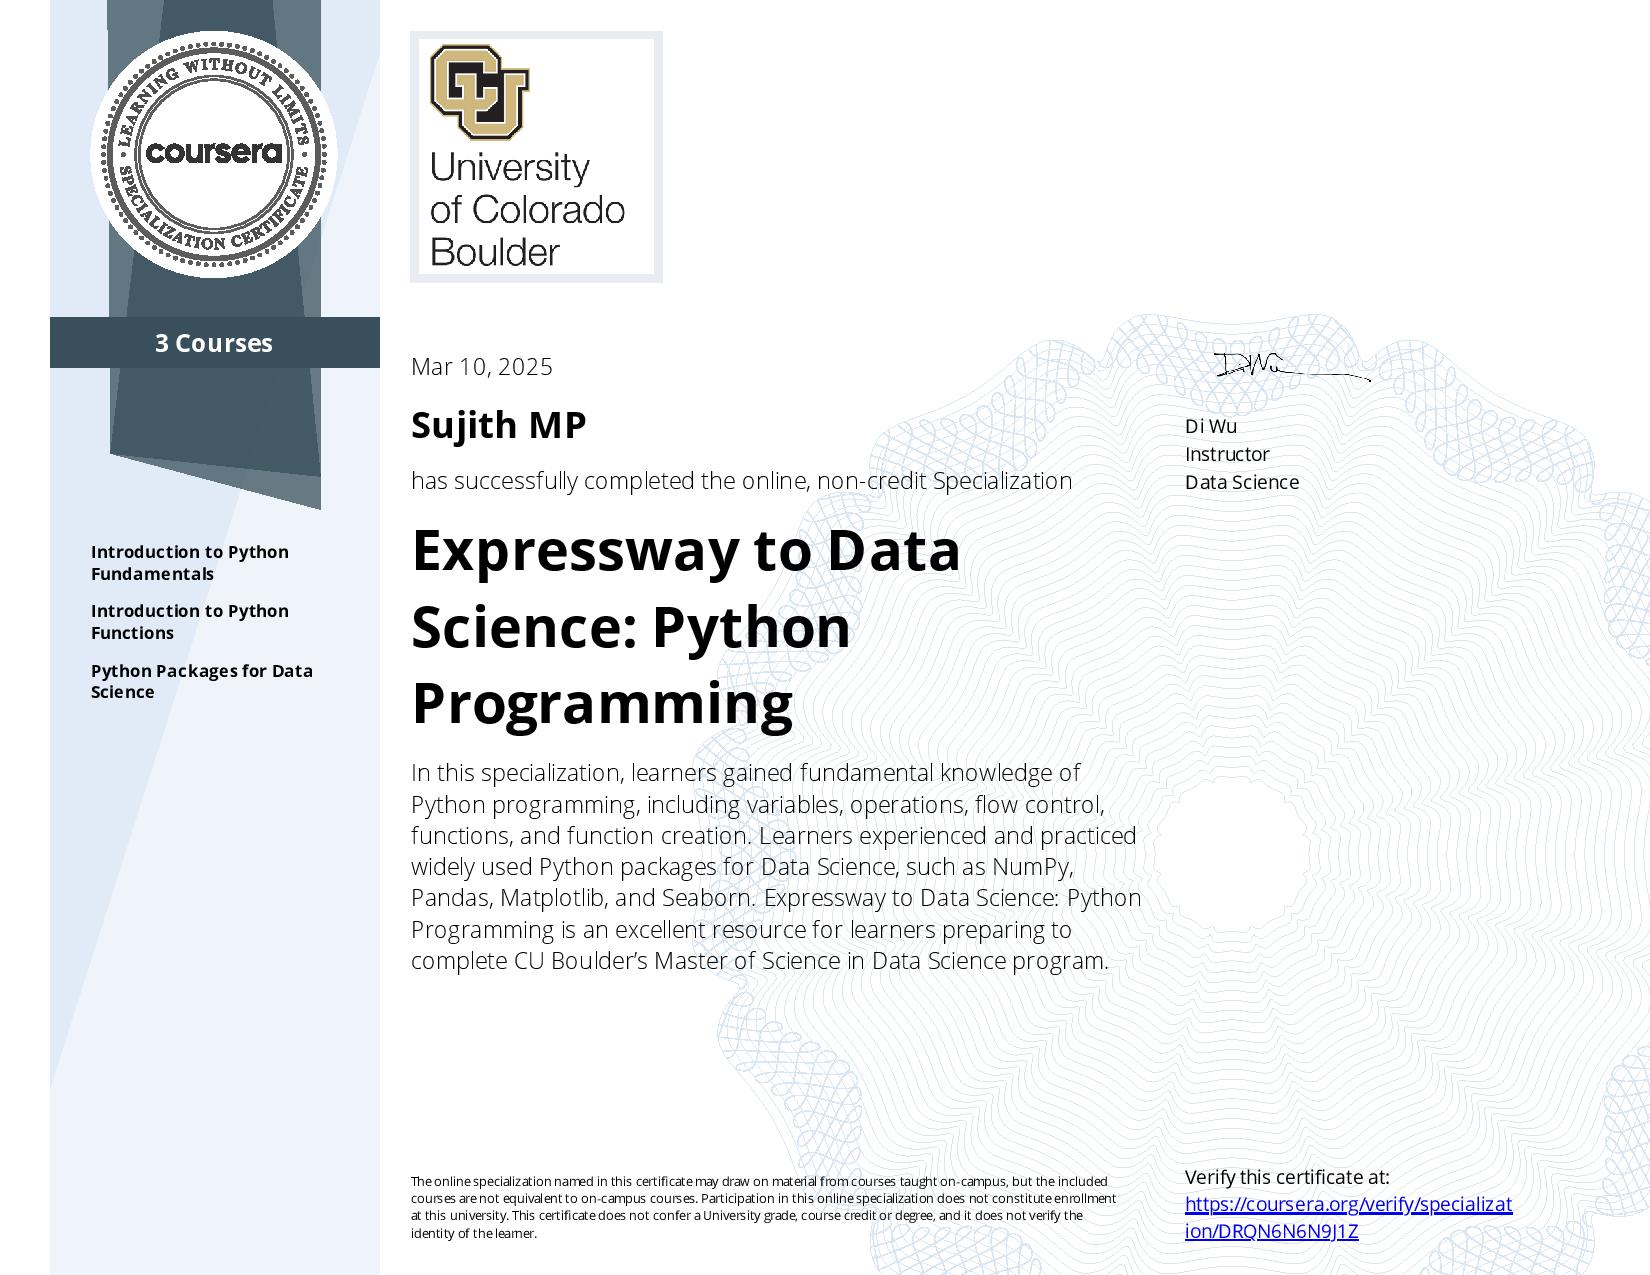 LEARNING WITHOUT LIMITS
coursera
SPECIALIZATION CERTIFICATE
3 Courses
Introduction to Python
Fundamentals
Introduction to Python
Functions
Python Packages for Data
Science
University
of Colorado
Boulder
Mar 10, 2025
Sujith MP
has successfully completed the online, non-credit Specialization
Expressway to Data
Science: Python
Programming
In this specialization, learners gained fundamental knowledge of
Python programming, including variables, operations, flow control,
functions, and function creation. Learners experienced and practiced
widely used Python packages for Data Science, such as NumPy,
Pandas, Matplotlib, and Seaborn. Expressway to Data Science: Python
Programming is an excellent resource for learners preparing to
complete CU Boulder’s Master of Science in Data Science program.
Di Wu
Instructor
Data Science
The online specialization named in this certificate may draw on material from courses taught on-campus, but the included
courses are not equivalent to on-campus courses. Participation in this online specialization does not constitute enrollment
at this university. This certificate does not confer a University grade, course credit or degree, and it does not verify the
identity of the learner.
Verify this certificate at:
https://coursera.org/verify/specializat
ion/DRQN6N6N9J1Z